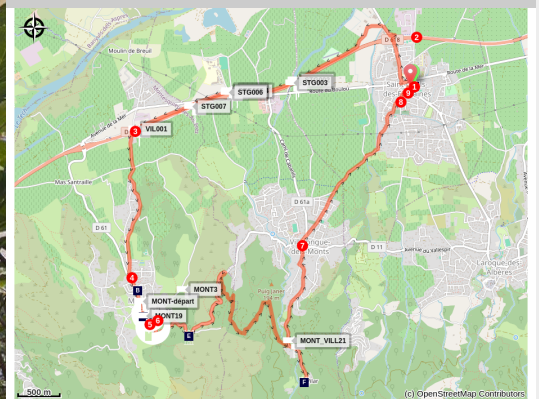 2
D 618
Moulin de Breuil
STG003
Route de la Mer
1
STG006
9
8
STG007
Avenue de la Mer
3
VIL001
Mas Santraille
D 61a
D 61
7
D 11
Avenue du Vallespir
Laroque-des-
Albères
4
B
MONT3
MONT-départ
MONT19
6
5
E
MONT_VILL21
F
500 m
(c) OpenStreetMap Contributors